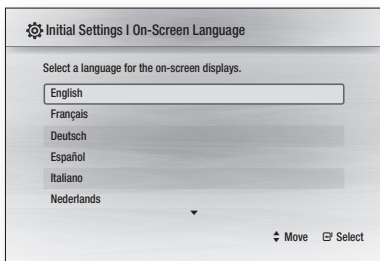 Initial Settings I On-Screen Language
Select a language for the on-screen displays.
English
Français
Deutsch
Español
Italiano
Nederlands
Move Select